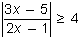 |3x − 5 / 2x − 1| ≥ 4